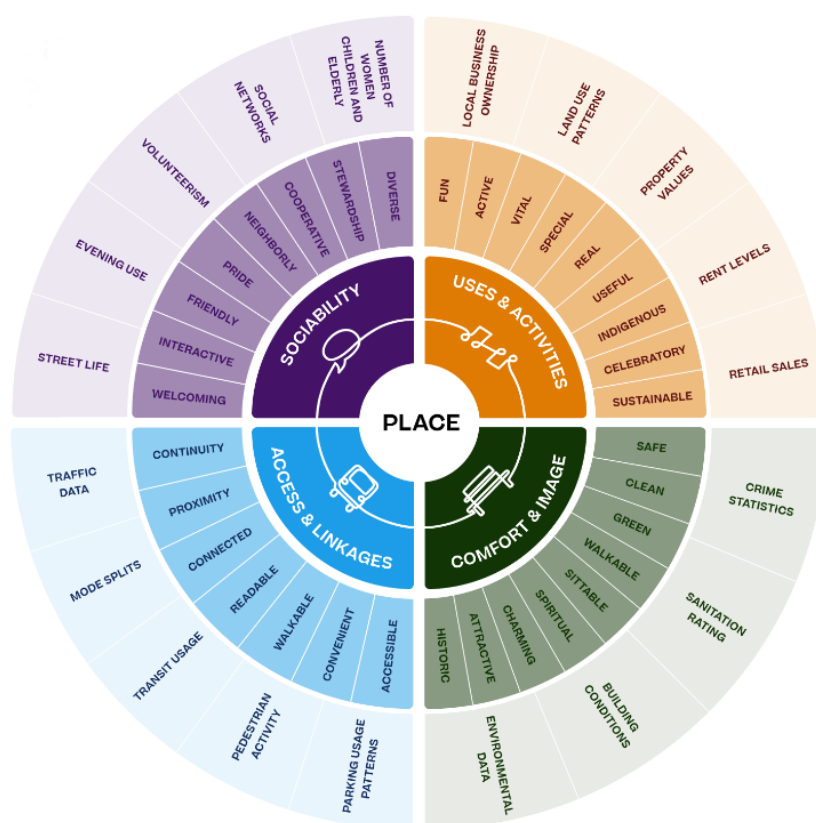 PLACE
SOCIABILITY
USES & ACTIVITIES
ACCESS & LINKAGES
COMFORT & IMAGE
WELCOMING
INTERACTIVE
FRIENDLY
PRIDE
NEIGHBORLY
COOPERATIVE
STEWARDSHIP
DIVERSE
FUN
ACTIVE
VITAL
SPECIAL
REAL
USEFUL
INDIGENOUS
CELEBRATORY
SUSTAINABLE
SAFE
CLEAN
GREEN
WALKABLE
SITTABLE
SPIRITUAL
CHARMING
ATTRACTIVE
HISTORIC
ACCESSIBLE
CONVENIENT
WALKABLE
READABLE
CONNECTED
PROXIMITY
CONTINUITY
STREET LIFE
EVENING USE
VOLUNTEERISM
SOCIAL
NETWORKS
NUMBER OF
WOMEN
CHILDREN AND
ELDERLY
LOCAL BUSINESS
OWNERSHIP
LAND USE
PATTERNS
PROPERTY
VALUES
RENT LEVELS
RETAIL SALES
CRIME
STATISTICS
SANITATION
RATING
BUILDING
CONDITIONS
ENVIRONMENTAL
DATA
PARKING USAGE
PATTERNS
PEDESTRIAN
ACTIVITY
TRANSIT USAGE
MODE SPLITS
TRAFFIC
DATA